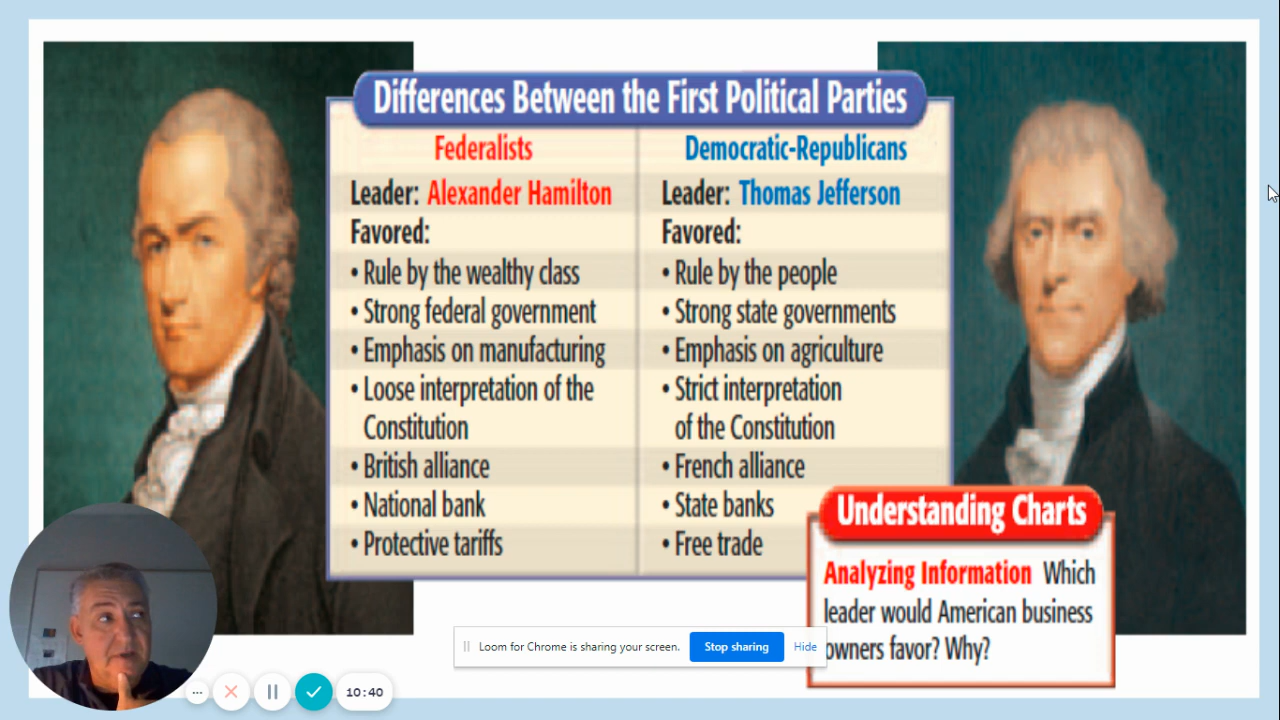 Differences Between the First Political Parties
Federalists
Leader: Alexander Hamilton
Favored:
• Rule by the wealthy class
• Strong federal government
• Emphasis on manufacturing
• Loose interpretation of the
Constitution
• British alliance
• National bank
• Protective tariffs
Democratic-Republicans
Leader: Thomas Jefferson
Favored:
• Rule by the people
• Strong state governments
• Emphasis on agriculture
• Strict interpretation
of the Constitution
• French alliance
• State banks
• Free trade
Understanding Charts
Analyzing Information Which
leader would American business
owners favor? Why?
Loom for Chrome is sharing your screen. Stop sharing Hide
10:40